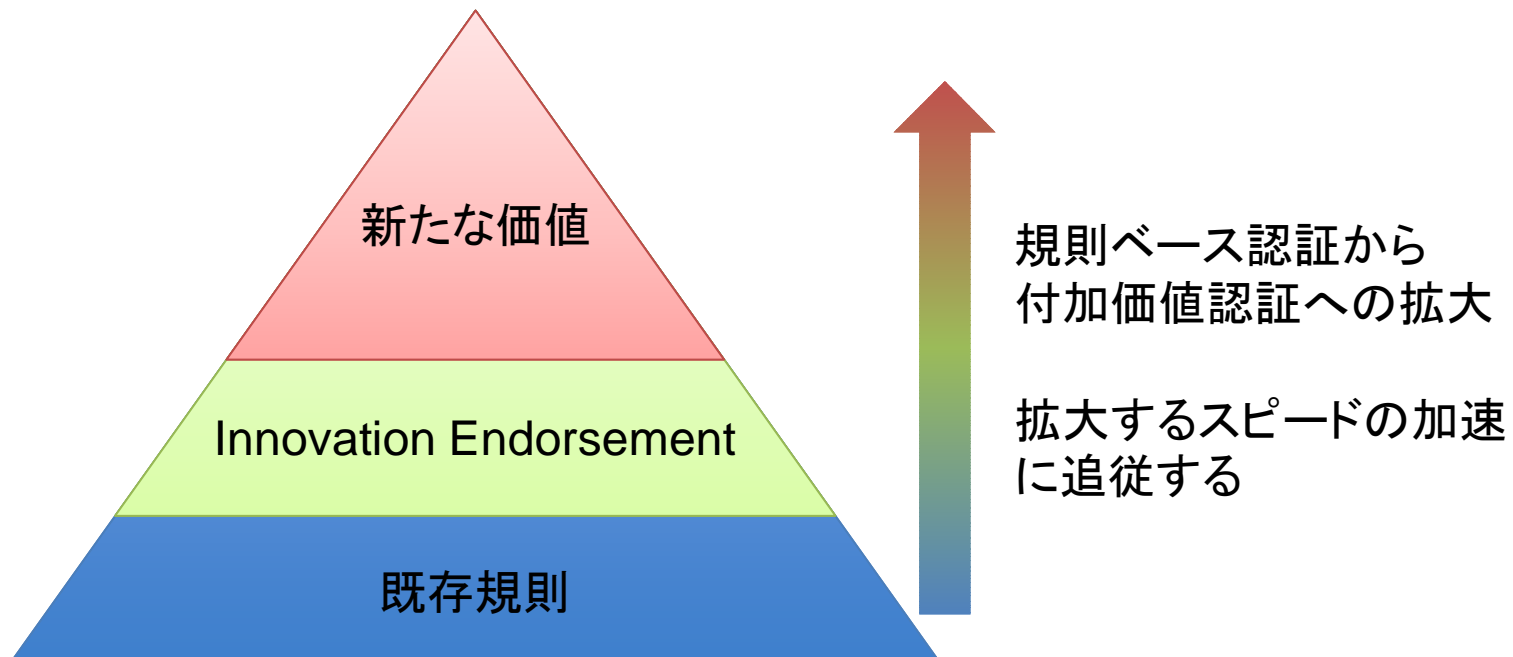 新たな価値
Innovation Endorsement
既存規則
規則ベース認証から
付加価値認証への拡大
拡大するスピードの加速
に追従する